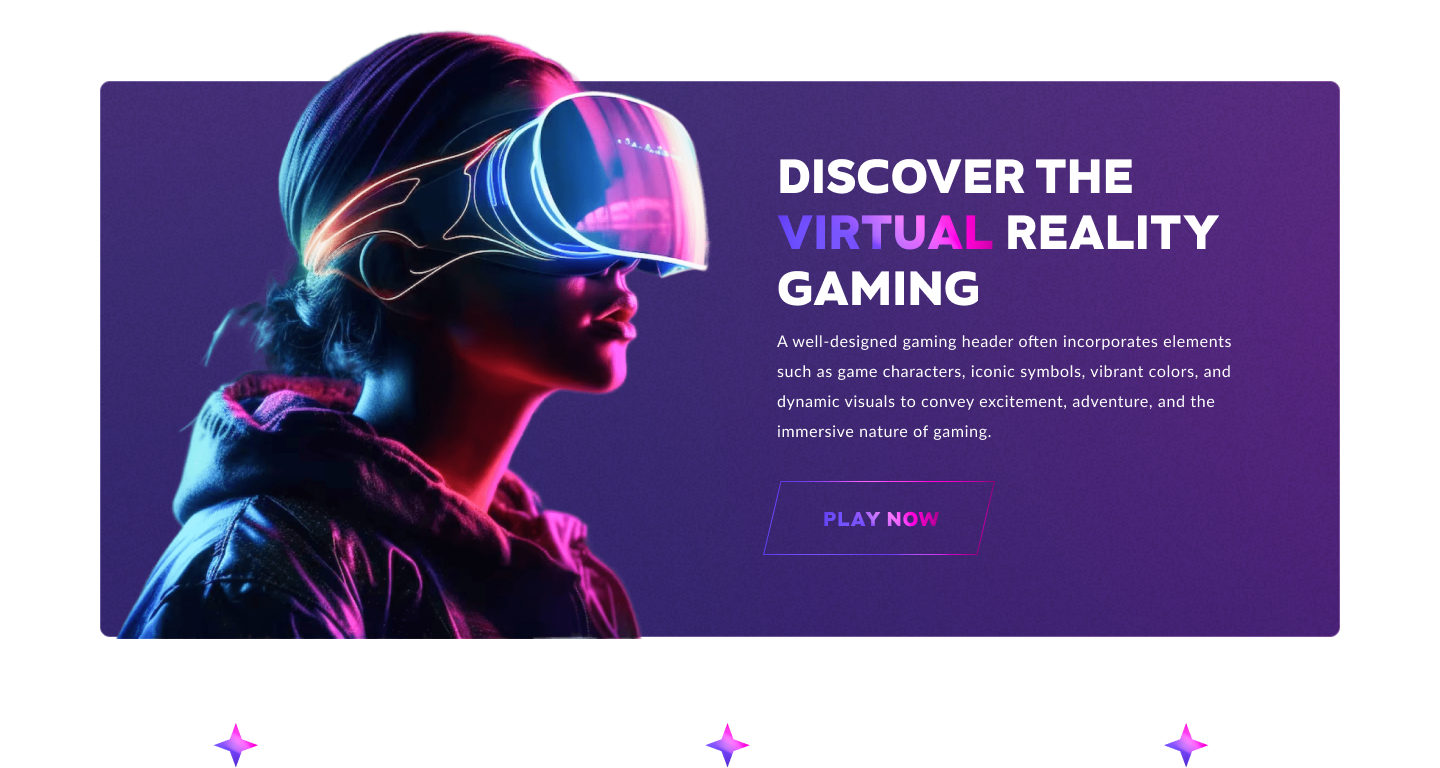 DISCOVER THE
VIRTUAL REALITY
GAMING
A well-designed gaming header often incorporates elements
such as game characters, iconic symbols, vibrant colors, and
dynamic visuals to convey excitement, adventure, and the
immersive nature of gaming.
PLAY NOW